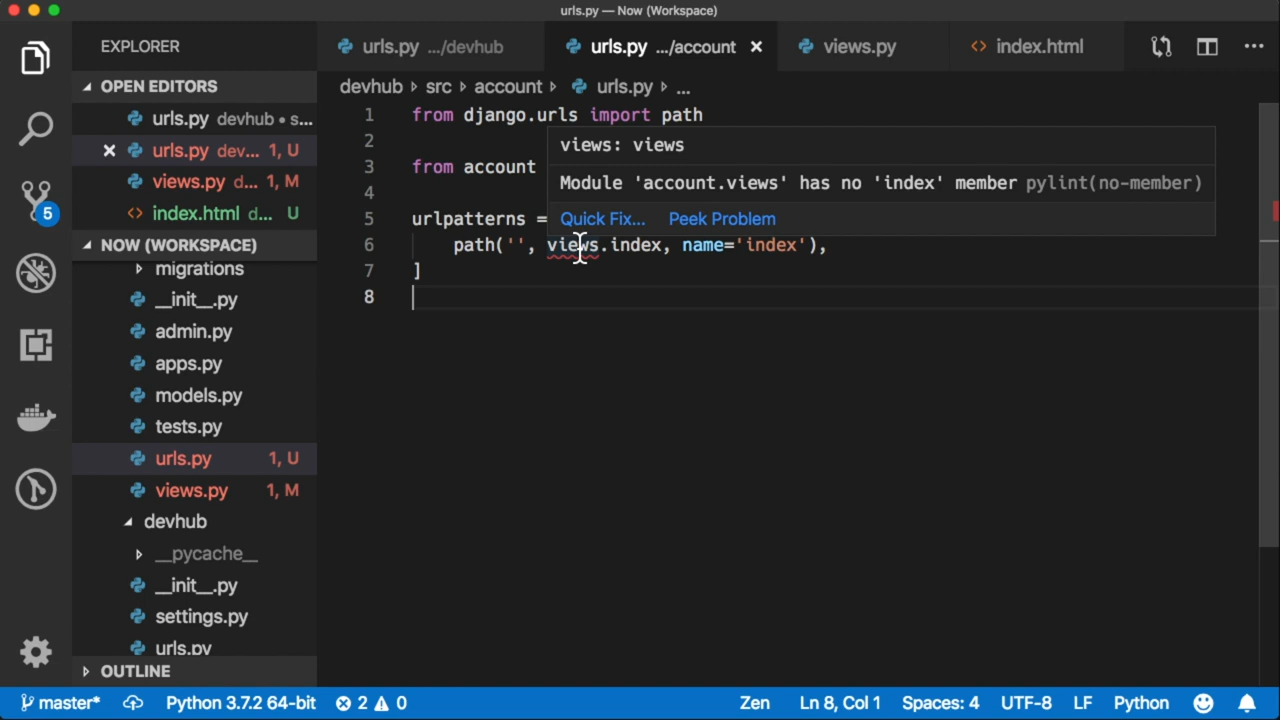 urls.py — Now (Workspace)
EXPLORER
urls.py .../devhub
urls.py .../account
views.py
index.html
...
OPEN EDITORS
devhub src account urls.py ...
urls.py devhub • s...
urls.py dev... 1, U
views.py d... 1, M
index.html d... U
NOW (WORKSPACE)
migrations
__init__.py
admin.py
apps.py
models.py
tests.py
urls.py 1, U
views.py 1, M
devhub
__pycache__
__init__.py
settings.py
urls.py
OUTLINE
5
1 from django.urls import path
2
3 from account
4
5 urlpatterns =
6 path('', views.index, name='index'),
7 ]
8
views: views
Module 'account.views' has no 'index' member pylint(no-member)
Quick Fix... Peek Problem
master* Python 3.7.2 64-bit 2 0 Zen Ln 8, Col 1 Spaces: 4 UTF-8 LF Python